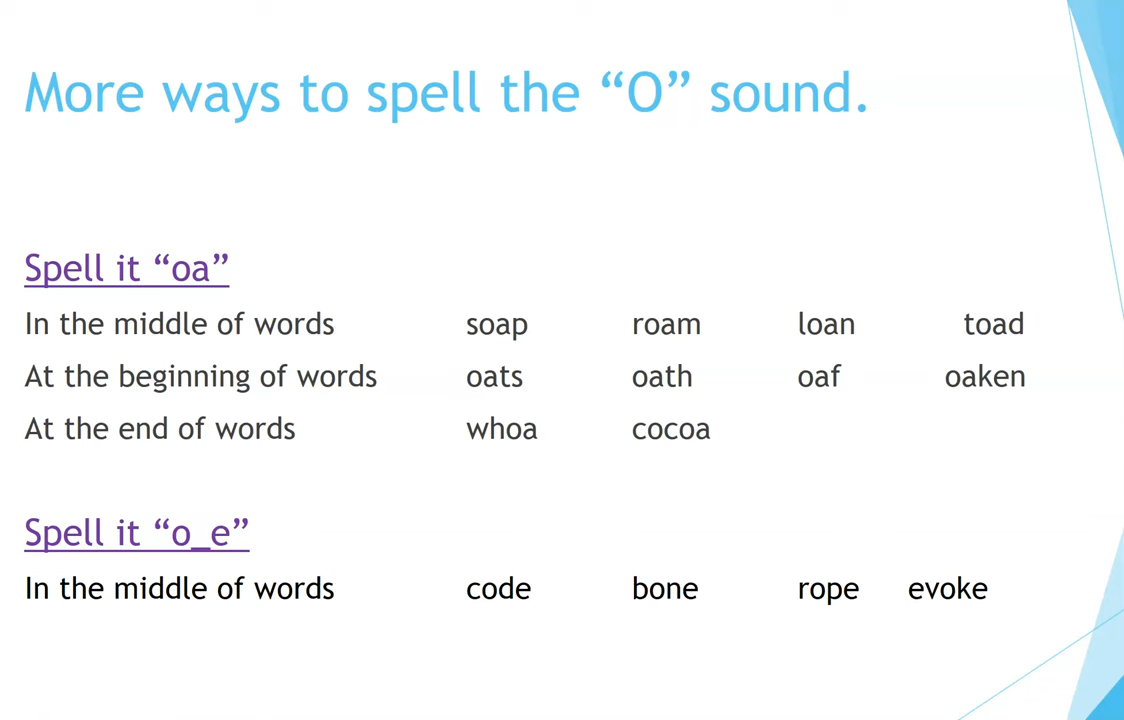 More ways to spell the “O” sound.
Spell it “oa”
In the middle of words soap roam loan toad
At the beginning of words oats oath oaf oaken
At the end of words whoa cocoa
Spell it “o_e”
In the middle of words code bone rope evoke